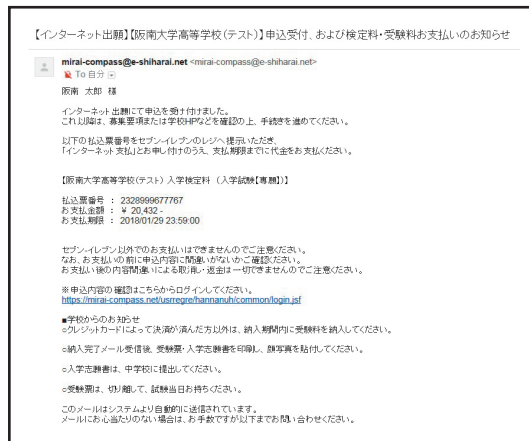 【インターネット出願】【阪南大学高等学校(テスト)】申込受付、および検定料・受験料お支払いのお知らせ
mirai-compass@e-shiharai.net <mirai-compass@e-shiharai.net>
To 自分
阪南 太郎 様
インターネット出願にて申込を受け付けました。
これ以降は、募集要項または学校HPなどを確認の上、手続きを進めてください。
以下の払込票番号をセブン-イレブンのレジへ提示いただき、
「インターネット支払」とお申し付けのうえ、支払期限までに代金をお支払ください。
【阪南大学高等学校(テスト) 入学検定料 (入学試験【専願】)】
払込票番号 : 2328999677767
お支払金額 : ¥ 20,432-
お支払期限 : 2018/01/29 23:59:00
セブン-イレブン以外でのお支払いはできませんのでご注意ください。
なお、お支払いの前に申込内容に間違いがないかご確認ください。
お支払い後の内容間違いによる取消し・返金は一切できませんのでご注意ください。
※申込内容の確認はこちらからログインしてください。
https://mirai-compass.net/usrregre/hannanuh/common/login.jsf
■学校からのお知らせ
○クレジットカードによって決済が済んだ方以外は、納入期間内に受験料を納入してください。
○納入完了メール受信後、受験票・入学志願書を印刷し、顔写真を貼付してください。
○入学志願書は、中学校に提出してください。
○受験票は、切り離して、試験当日お持ちください。
このメールはシステムより自動的に送信されています。
メールにお心当たりのない場合は、お手数ですが以下までお問い合わせください。